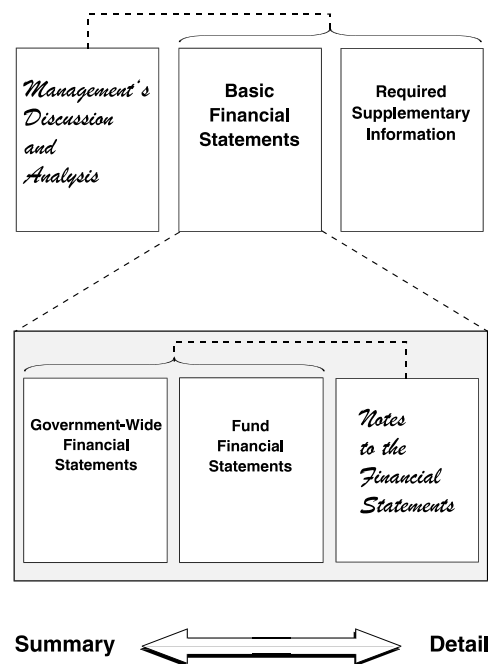 Management's
Discussion
and
Analysis
Basic
Financial
Statements
Required
Supplementary
Information
Government-Wide
Financial
Statements
Fund
Financial
Statements
Notes
to the
Financial
Statements
Summary
Detail